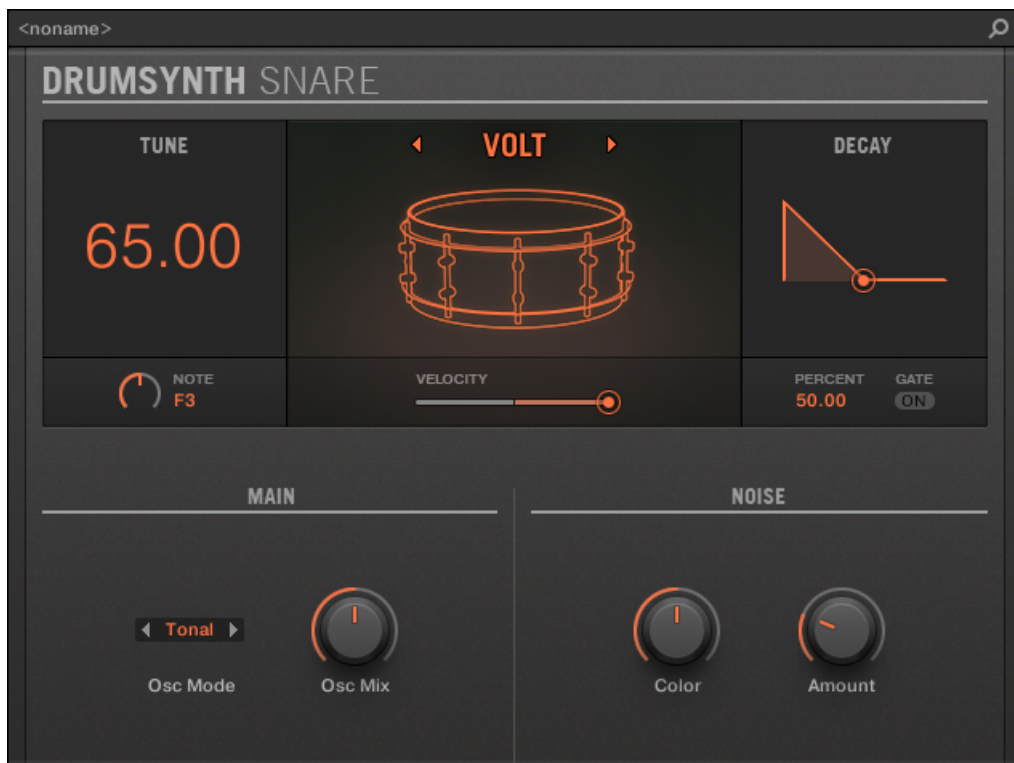 <noname>
DRUMSYNTH SNARE
TUNE
VOLT
DECAY
65.00
NOTE
F3
VELOCITY
PERCENT
50.00
GATE
ON
MAIN
NOISE
Tonal
Osc Mode
Osc Mix
Color
Amount